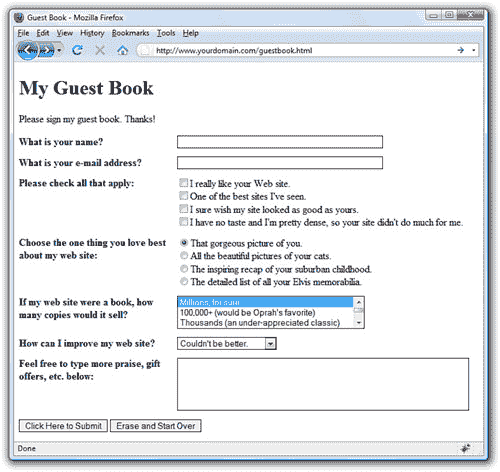 Guest Book - Mozilla Firefox
File Edit View History Bookmarks Tools Help
http://www.yourdomain.com/guestbook.html
My Guest Book
Please sign my guest book. Thanks!
What is your name?
What is your e-mail address?
Please check all that apply:
I really like your Web site.
One of the best sites I've seen.
I sure wish my site looked as good as yours.
I have no taste and I'm pretty dense, so your site didn't do much for me.
Choose the one thing you love best
about my web site:
That gorgeous picture of you.
All the beautiful pictures of your cats.
The inspiring recap of your suburban childhood.
The detailed list of all your Elvis memorabilia.
If my web site were a book, how
many copies would it sell?
Millions, for sure.
100,000+ (would be Oprah's favorite)
Thousands (an under-appreciated classic)
How can I improve my web site?
Couldn't be better.
Feel free to type more praise, gift
offers, etc. below:
Click Here to Submit Erase and Start Over
Done